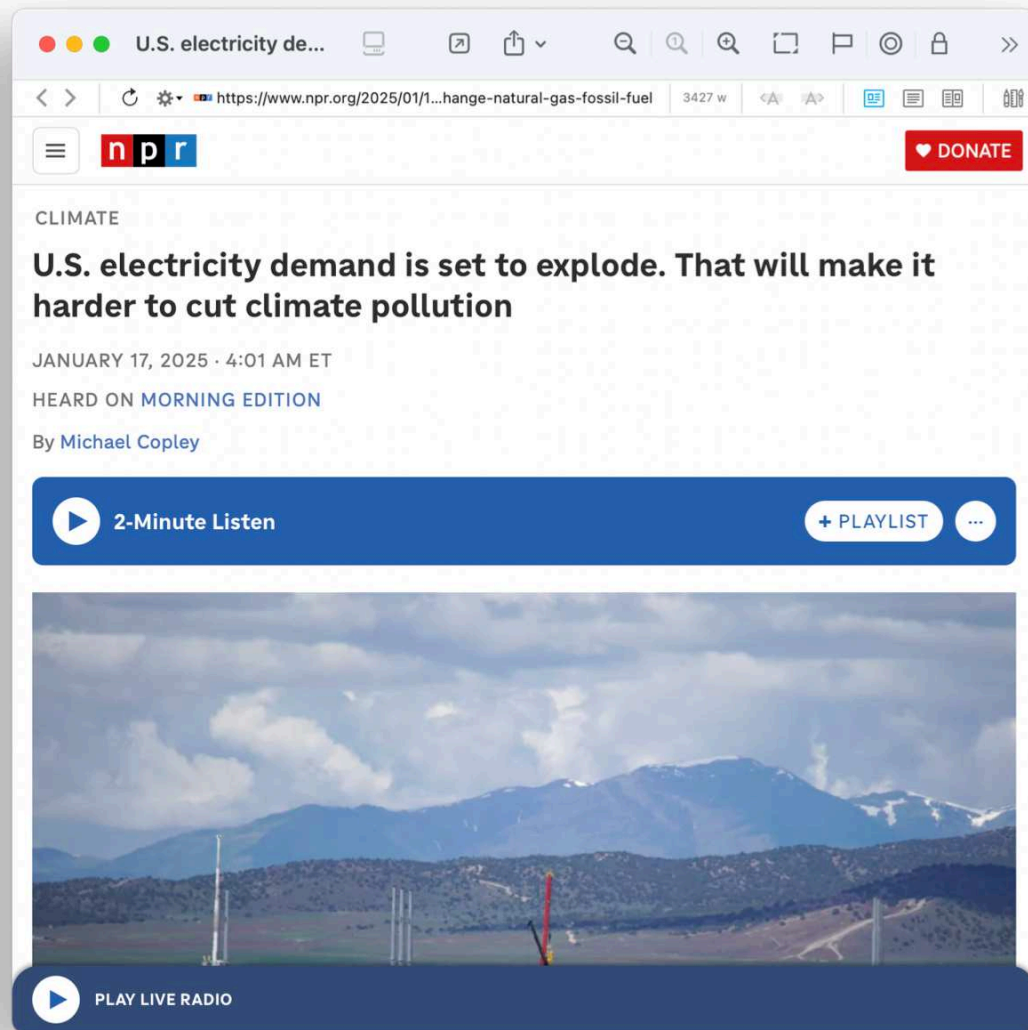 U.S. electricity de...
https://www.npr.org/2025/01/1...hange-natural-gas-fossil-fuel 3427 w <A A>
npr
DONATE
CLIMATE
U.S. electricity demand is set to explode. That will make it
harder to cut climate pollution
JANUARY 17, 2025 · 4:01 AM ET
HEARD ON MORNING EDITION
By Michael Copley
2-Minute Listen
+ PLAYLIST
...
PLAY LIVE RADIO